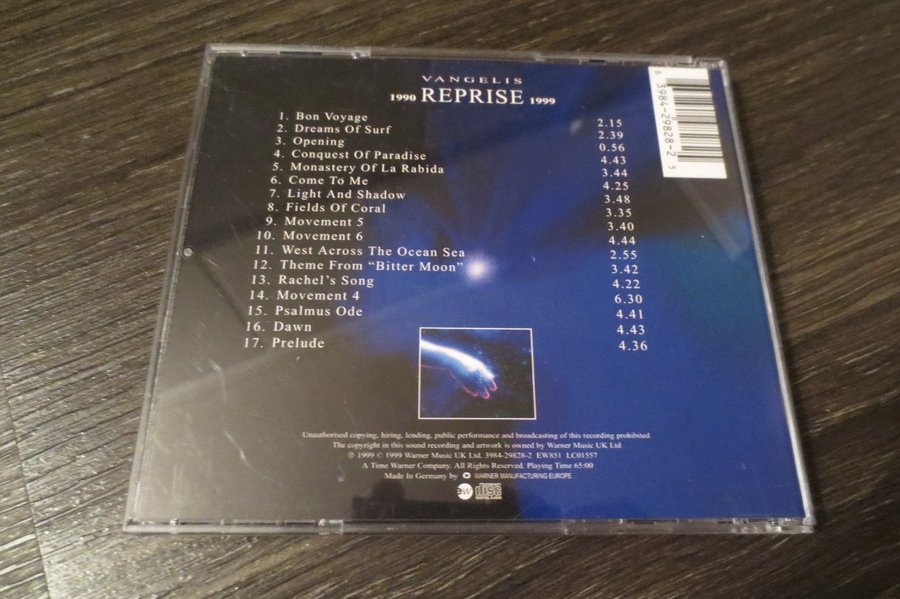 VANGELIS
1990 REPRISE 1999
1. Bon Voyage 2.15
2. Dreams Of Surf 2.39
3. Opening 0.56
4. Conquest Of Paradise 4.43
5. Monastery Of La Rabida 3.44
6. Come To Me 4.25
7. Light And Shadow 3.48
8. Fields Of Coral 3.35
9. Movement 5 3.40
10. Movement 6 4.44
11. West Across The Ocean Sea 2.55
12. Theme From “Bitter Moon” 3.42
13. Rachel's Song 4.22
14. Movement 4 6.30
15. Psalmus Ode 4.41
16. Dawn 4.43
17. Prelude 4.36
6 3984-29828-2 5
Unauthorised copying, hiring, lending, public performance and broadcasting of this recording prohibited
The copyright in this sound recording and artwork is owned by Warner Music UK Ltd
℗ 1999 © 1999 Warner Music UK Ltd. 3984-29828-2 EW851 LC01557
A Time Warner Company. All Rights Reserved. Playing Time 65:00
Made In Germany by WARNER MANUFACTURING EUROPE
ew disc